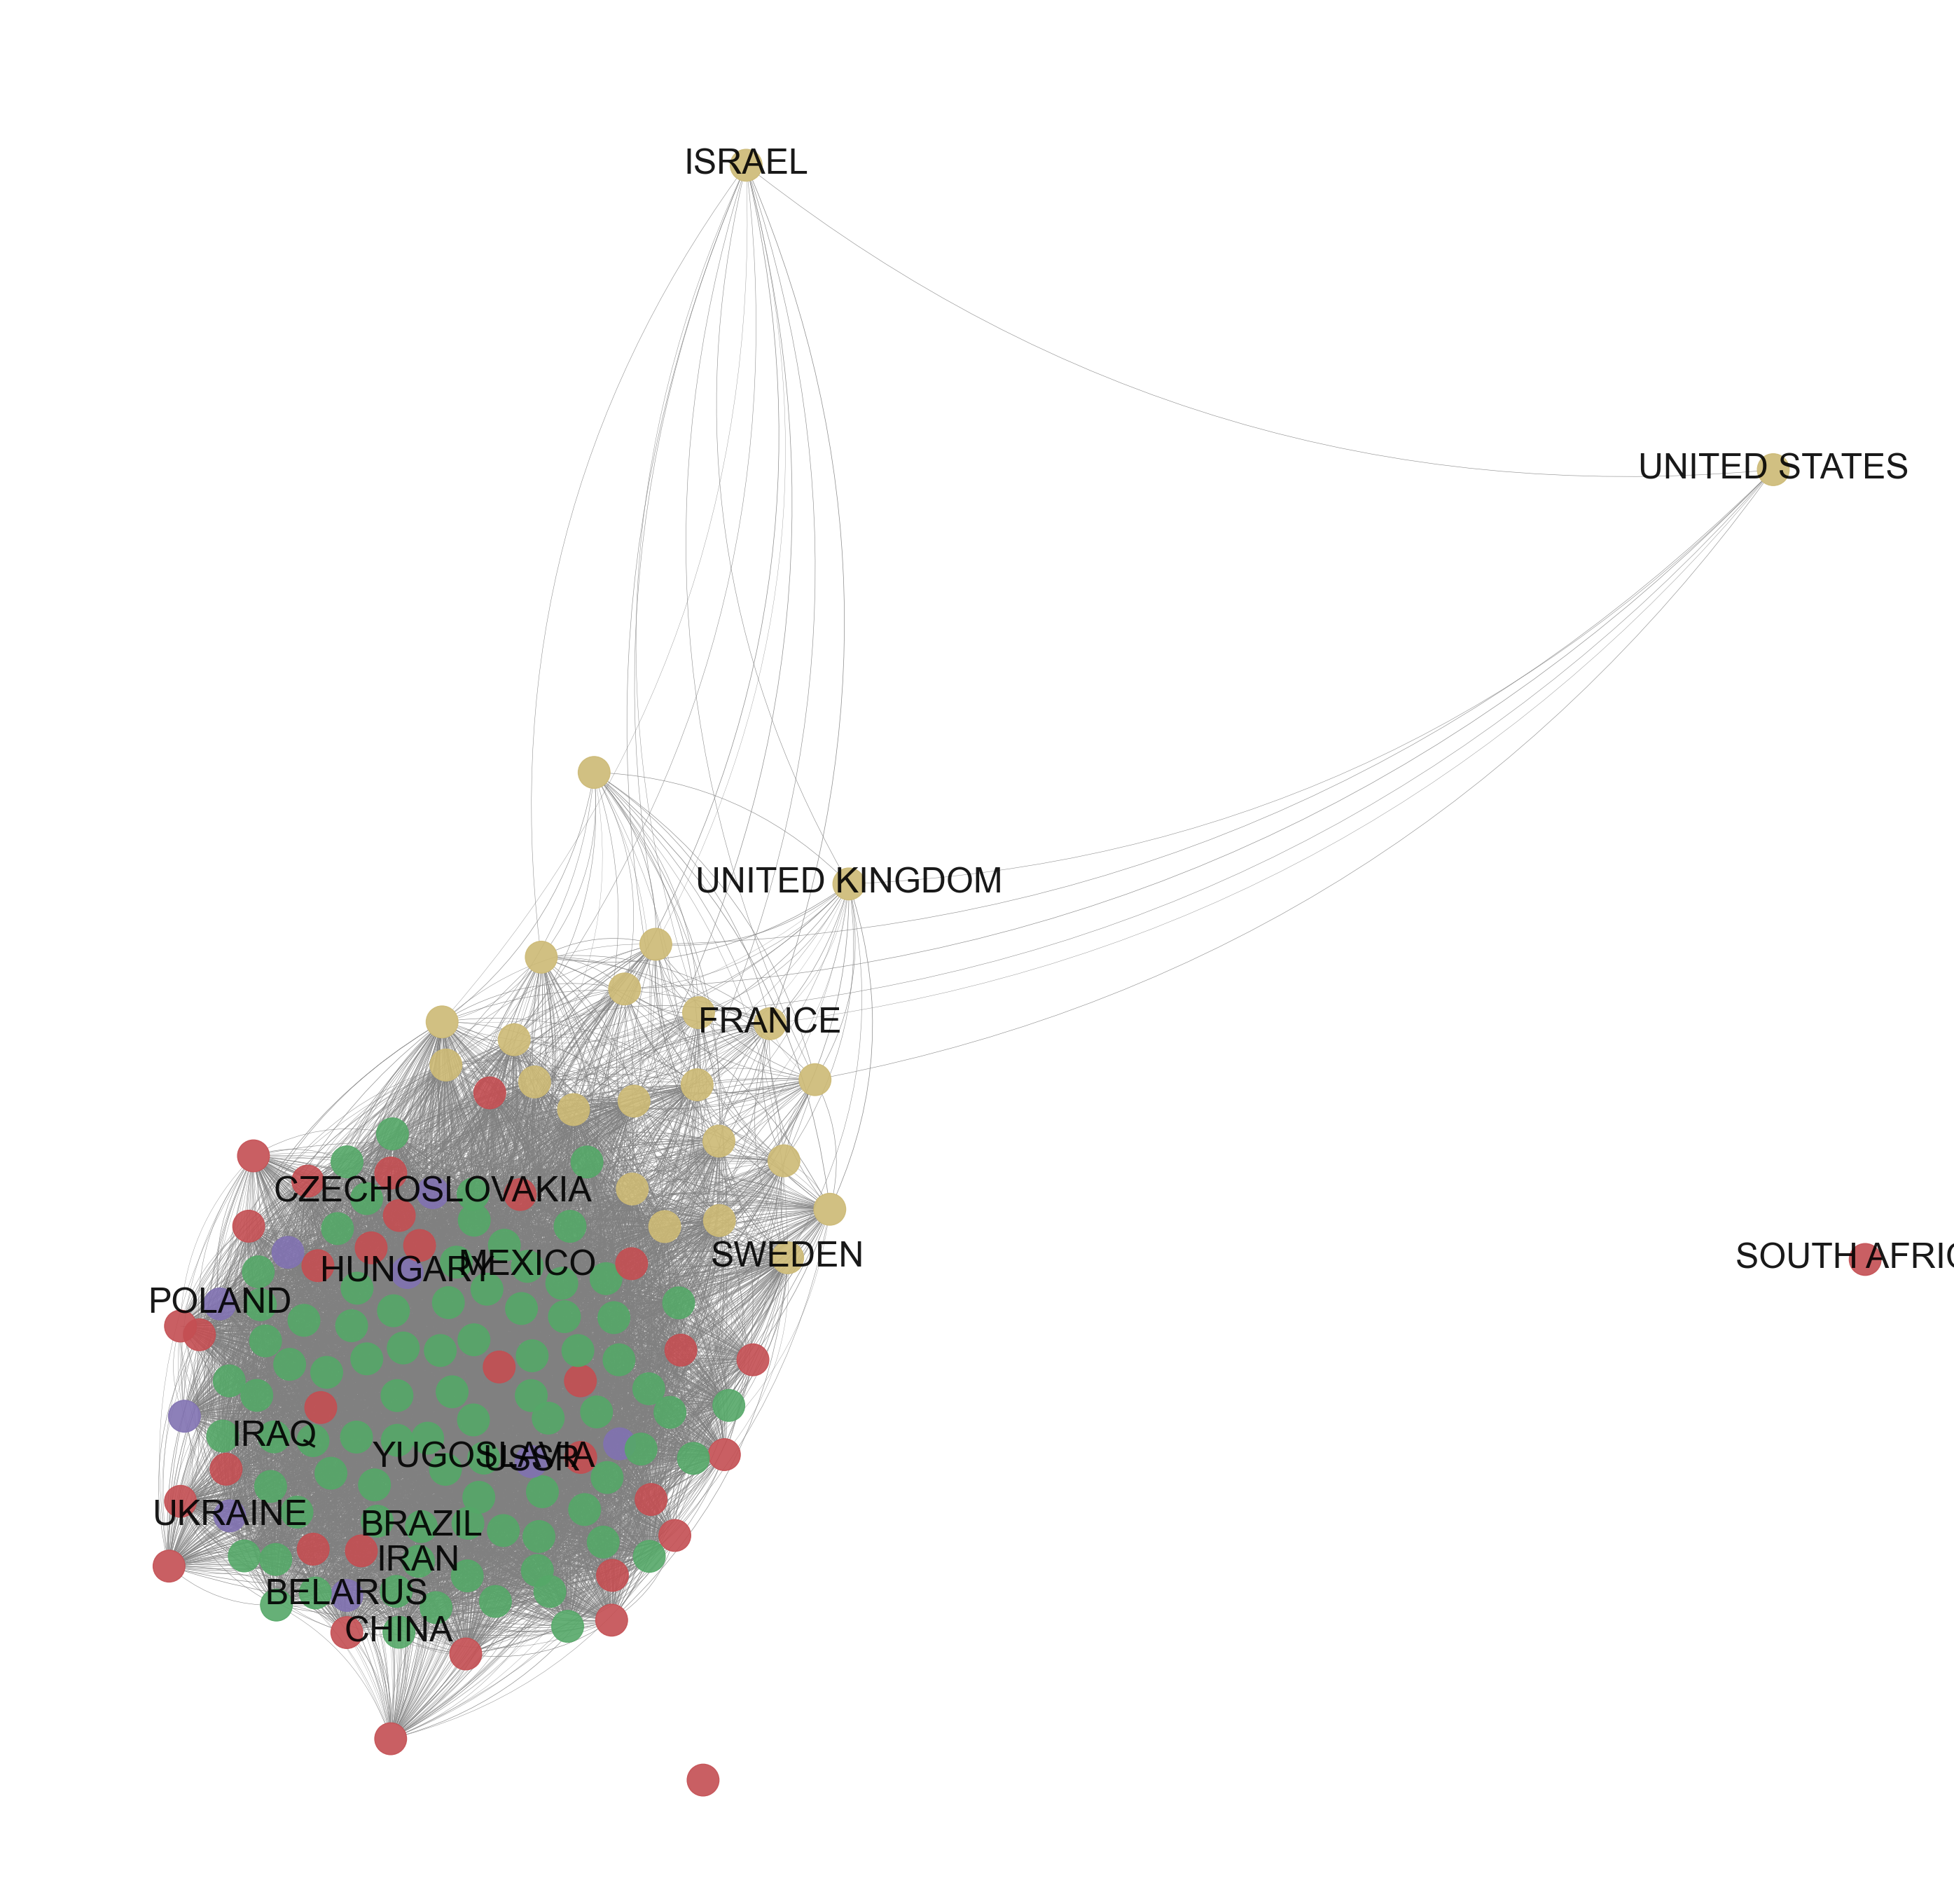 ISRAEL
UNITED STATES
UNITED KINGDOM
FRANCE
CZECHOSLOVAKIA
SWEDEN
SOUTH AFRIC
MEXICO
HUNGARY
POLAND
IRAQ
YUGOSLAVIA
USSR
UKRAINE
BRAZIL
IRAN
BELARUS
CHINA